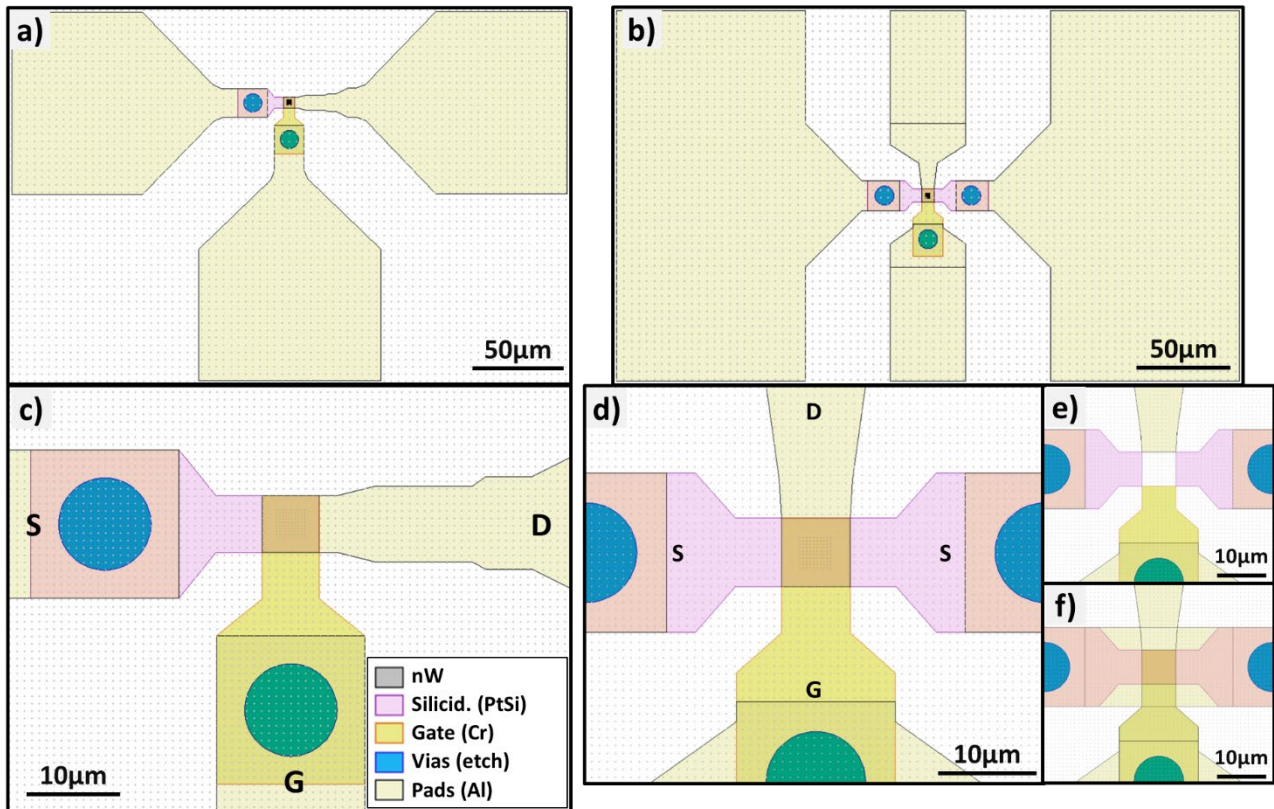 a)
50µm
b)
50µm
c)
S
D
G
10µm
nW
Silicid. (PtSi)
Gate (Cr)
Vias (etch)
Pads (Al)
d)
D
S
S
G
10µm
e)
10µm
f)
10µm